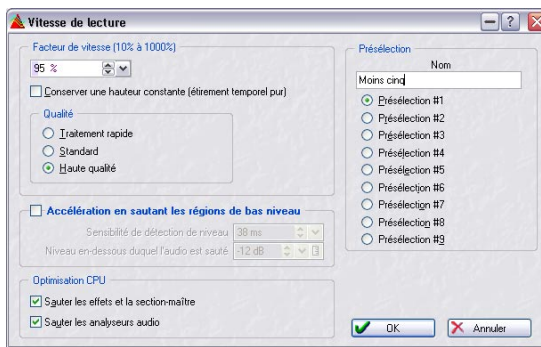 Vitesse de lecture
Facteur de vitesse (10% à 1000%)
95 %
Conserver une hauteur constante (étirement temporel pur)
Qualité
Traitement rapide
Standard
Haute qualité
Accélération en sautant les régions de bas niveau
Sensibilité de détection de niveau 38 ms
Niveau en-dessous duquel l'audio est sauté -12 dB
Optimisation CPU
Sauter les effets et la section-maître
Sauter les analyseurs audio
Présélection
Nom
Moins cinq
Présélection #1
Présélection #2
Présélection #3
Présélection #4
Présélection #5
Présélection #6
Présélection #7
Présélection #8
Présélection #9
OK
Annuler